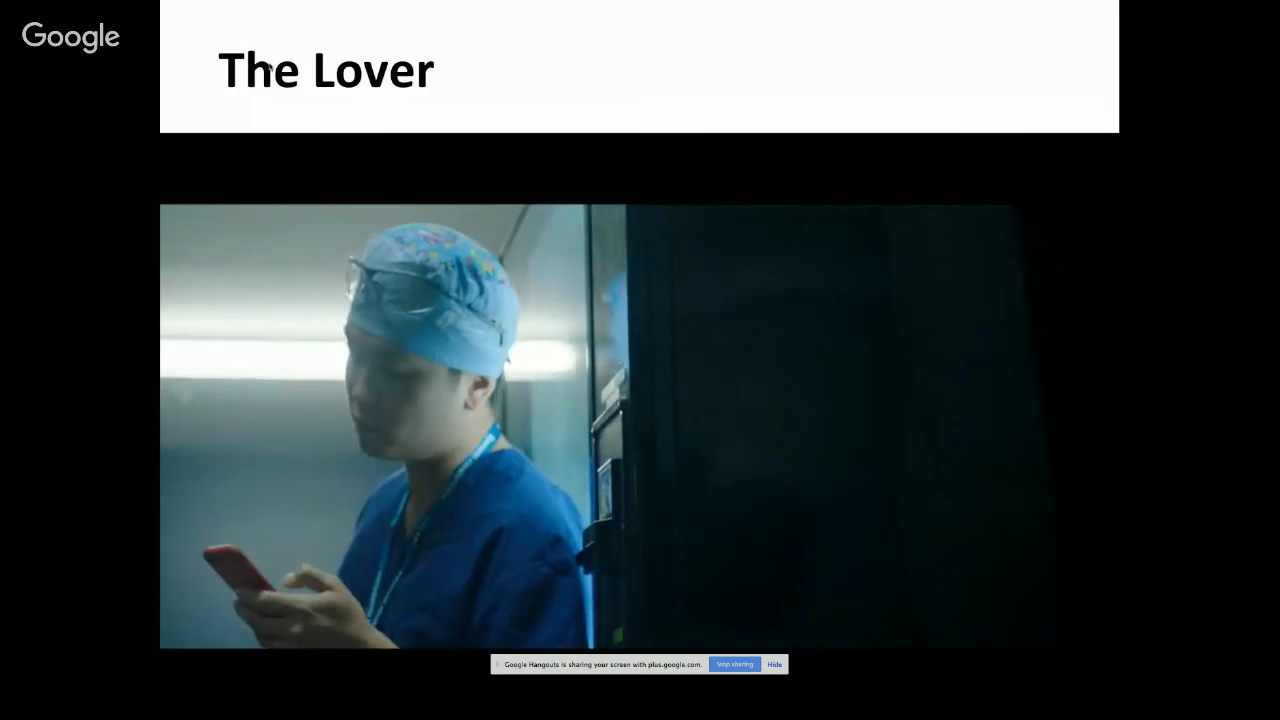 Google
The Lover
Google Hangouts is sharing your screen with plus.google.com.
Stop sharing
Hide